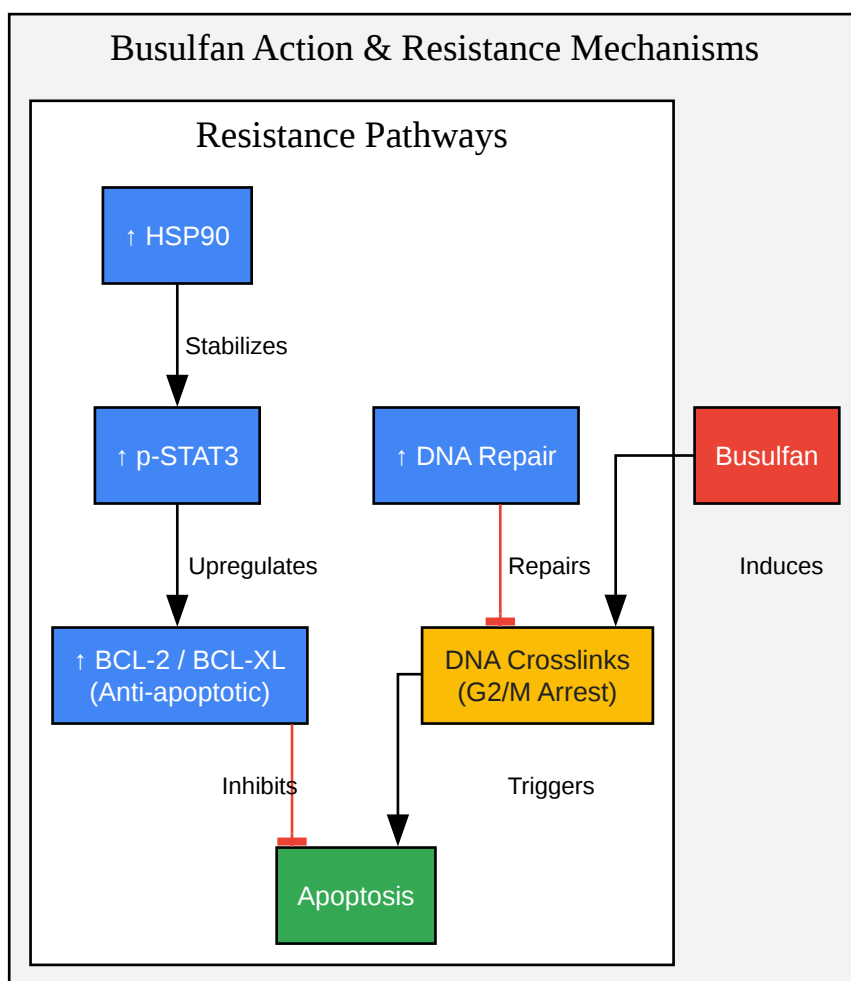 Busulfan Action & Resistance Mechanisms
Resistance Pathways
↑ HSP90
Stabilizes
↑ p-STAT3
↑ DNA Repair
Busulfan
Upregulates
Repairs
Induces
↑ BCL-2 / BCL-XL
(Anti-apoptotic)
DNA Crosslinks
(G2/M Arrest)
Inhibits
Triggers
Apoptosis